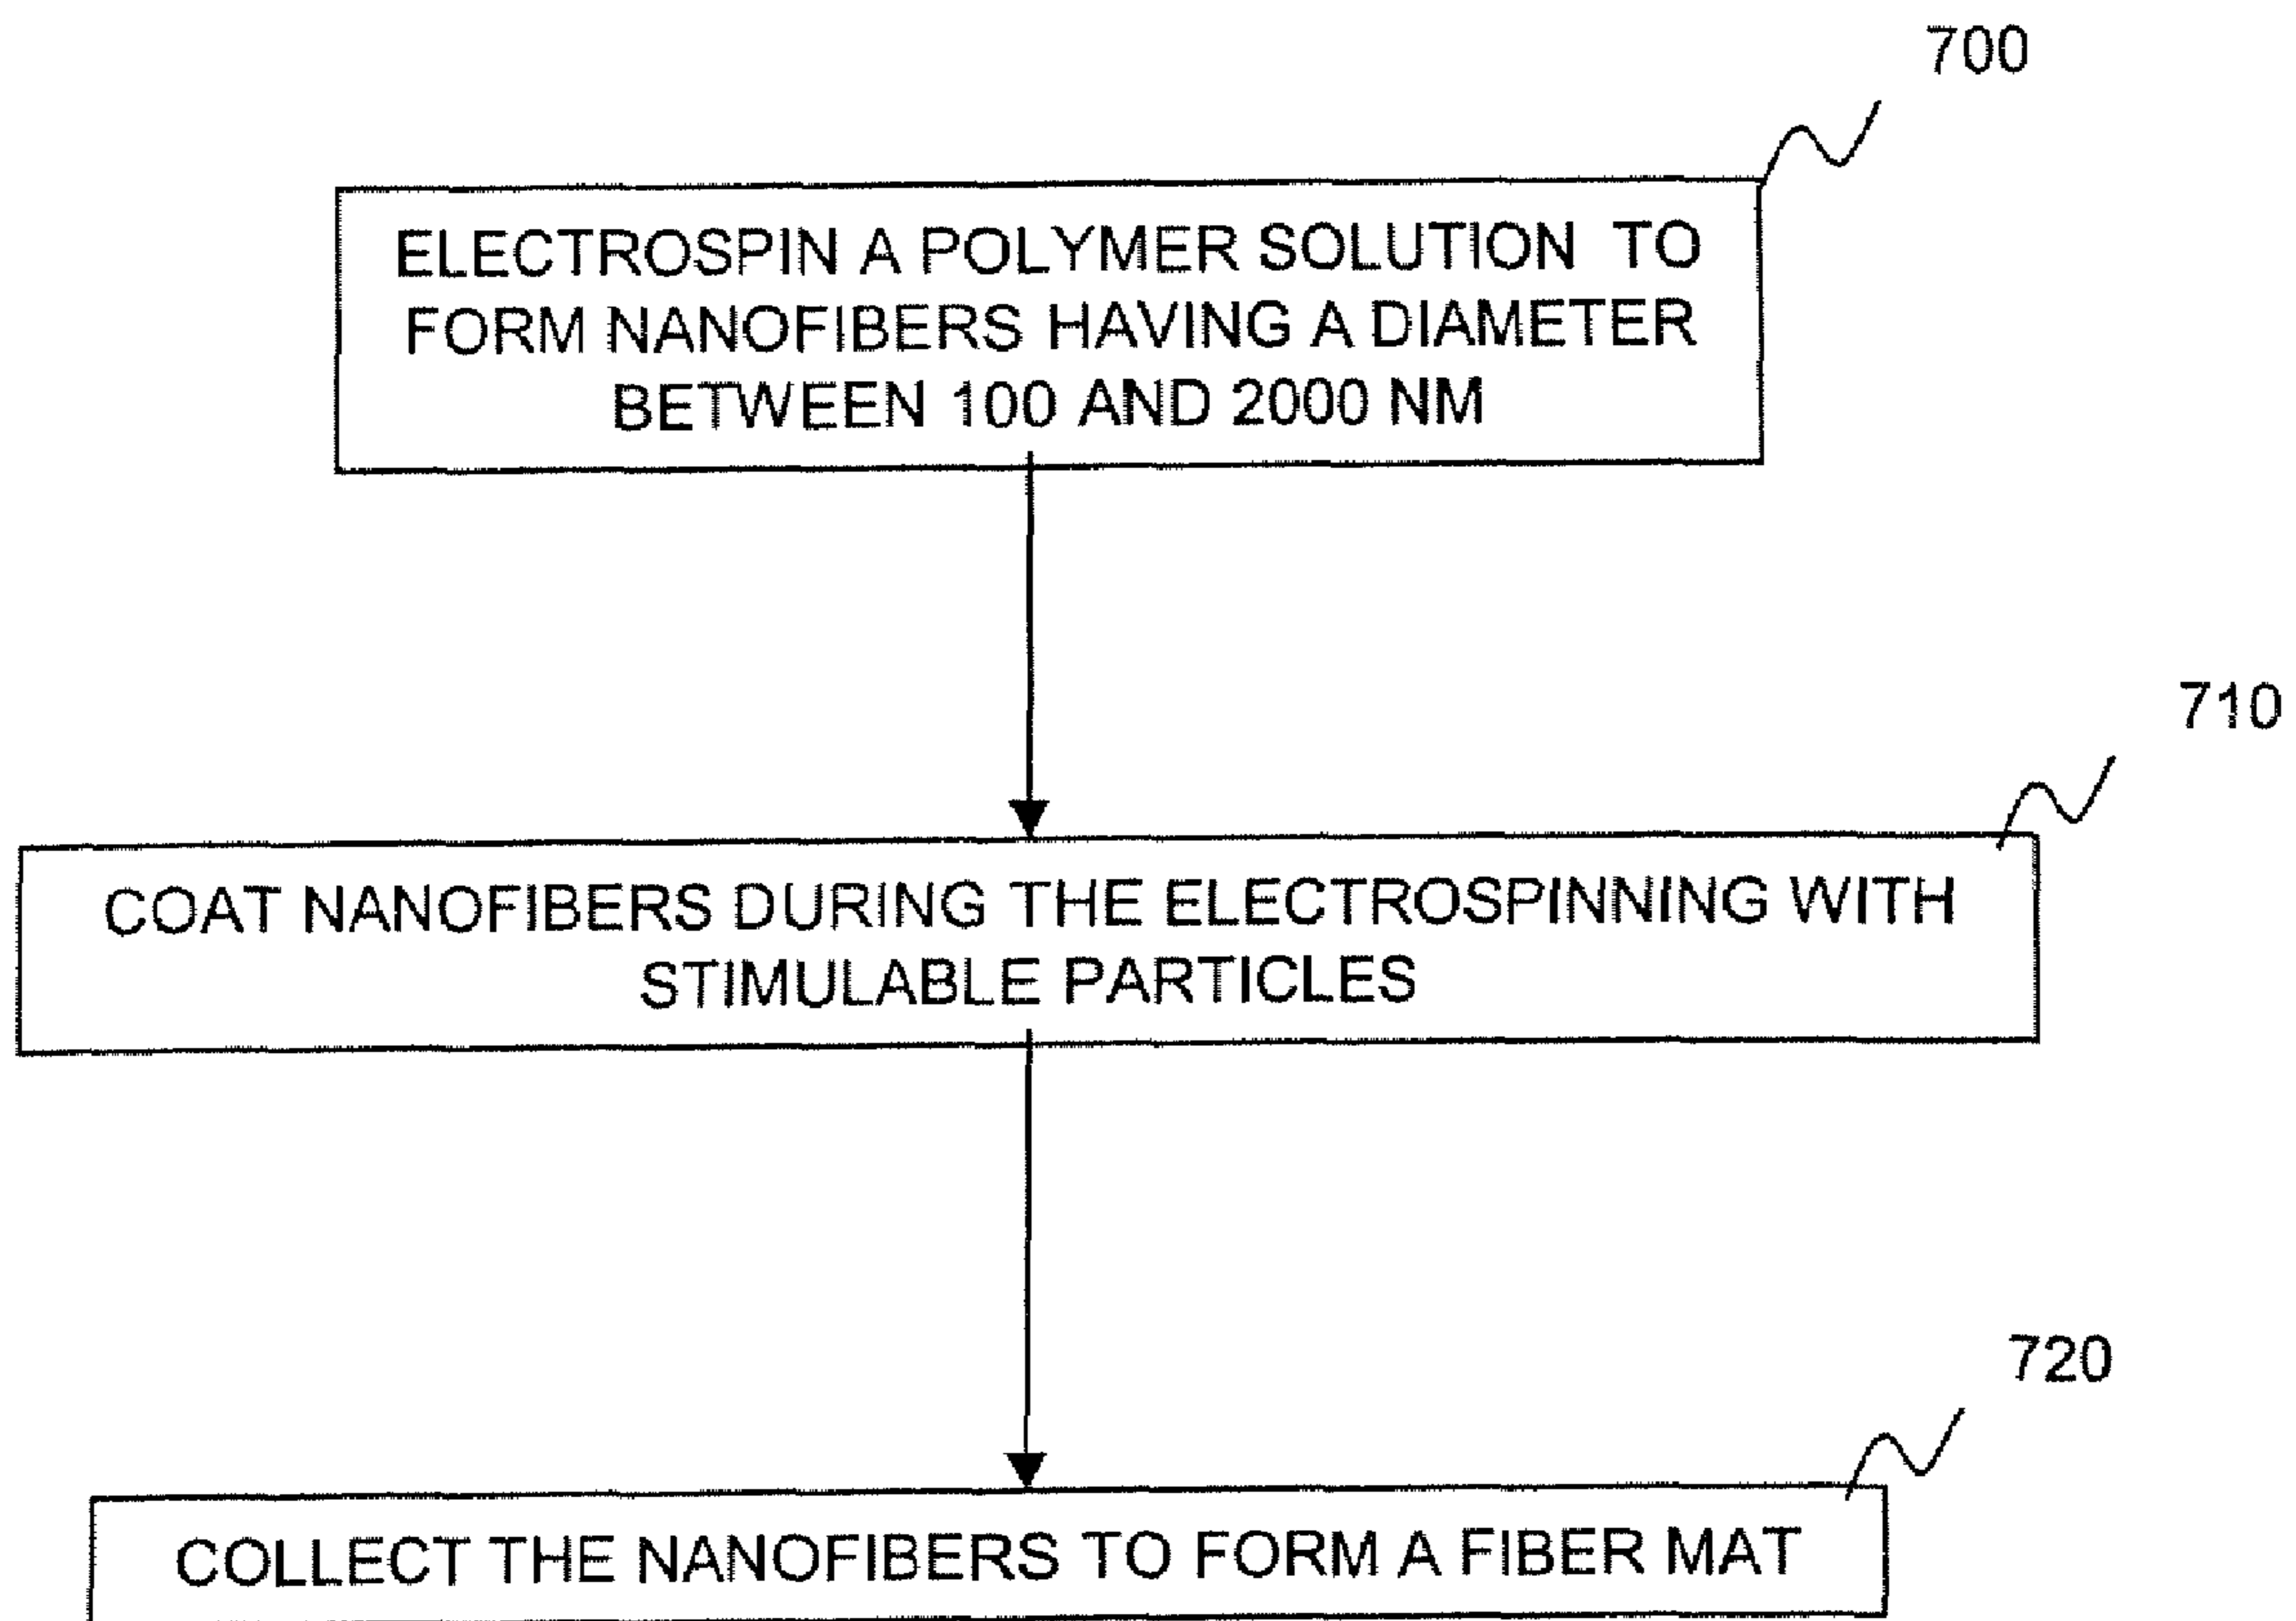 700
ELECTROSPIN A POLYMER SOLUTION TO
FORM NANOFIBERS HAVING A DIAMETER
BETWEEN 100 AND 2000 NM
710
COAT NANOFIBERS DURING THE ELECTROSPINNING WITH
STIMULABLE PARTICLES
720
COLLECT THE NANOFIBERS TO FORM A FIBER MAT